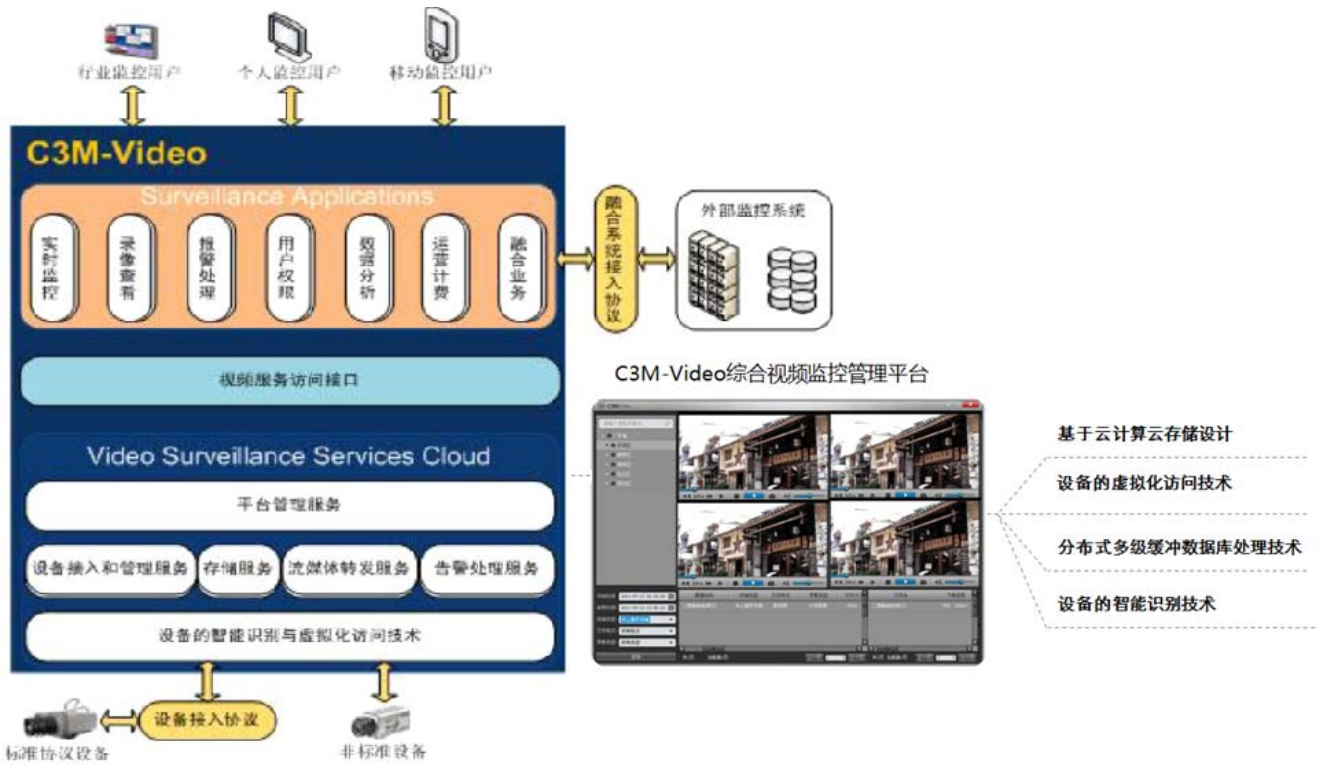 行业监控用户
个人监控用户
移动监控用户
C3M-Video
Surveillance Applications
实时监控
录像查看
报警处理
用户权限
数据分析
运营计费
融合业务
融合系统接入协议
外部监控系统
视频服务访问接口
C3M-Video综合视频监控管理平台
Video Surveillance Services Cloud
平台管理服务
设备接入和管理服务
存储服务
流媒体转发服务
告警处理服务
设备的智能识别与虚拟化访问技术
基于云计算云存储设计
设备的虚拟化访问技术
分布式多级缓冲数据库处理技术
设备的智能识别技术
设备接入协议
标准协议设备
非标准设备